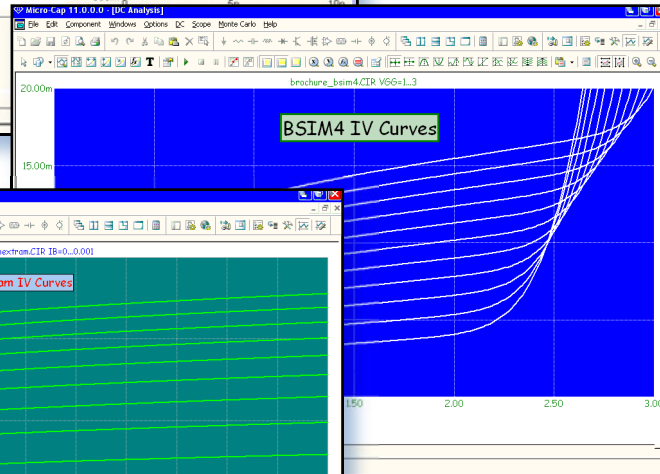 Micro-Cap 11.0.0.0 - [DC Analysis]
File Edit Component Windows Options DC Scope Monte Carlo Help
T
brochure_bsim4.CIR VGG=1...3
20.00m
BSIM4 IV Curves
15.00m
nextram.CIR IB=0...0.001
om IV Curves
1.50 2.00 2.50 3.00